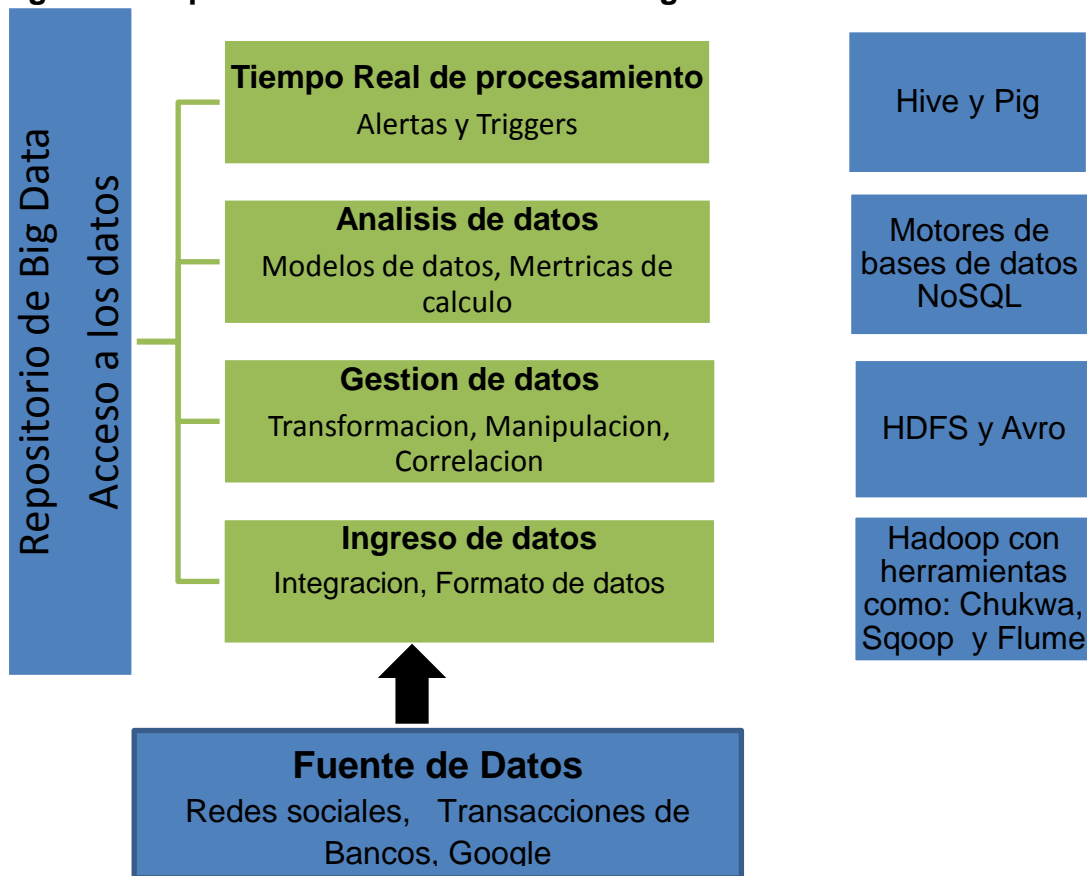 Repositorio de Big Data
Acceso a los datos
Tiempo Real de procesamiento
Alertas y Triggers
Hive y Pig
Analisis de datos
Modelos de datos, Mertricas de
calculo
Motores de
bases de datos
NoSQL
Gestion de datos
Transformacion, Manipulacion,
Correlacion
HDFS y Avro
Ingreso de datos
Integracion, Formato de datos
Hadoop con
herramientas
como: Chukwa,
Sqoop y Flume
Fuente de Datos
Redes sociales, Transacciones de
Bancos, Google